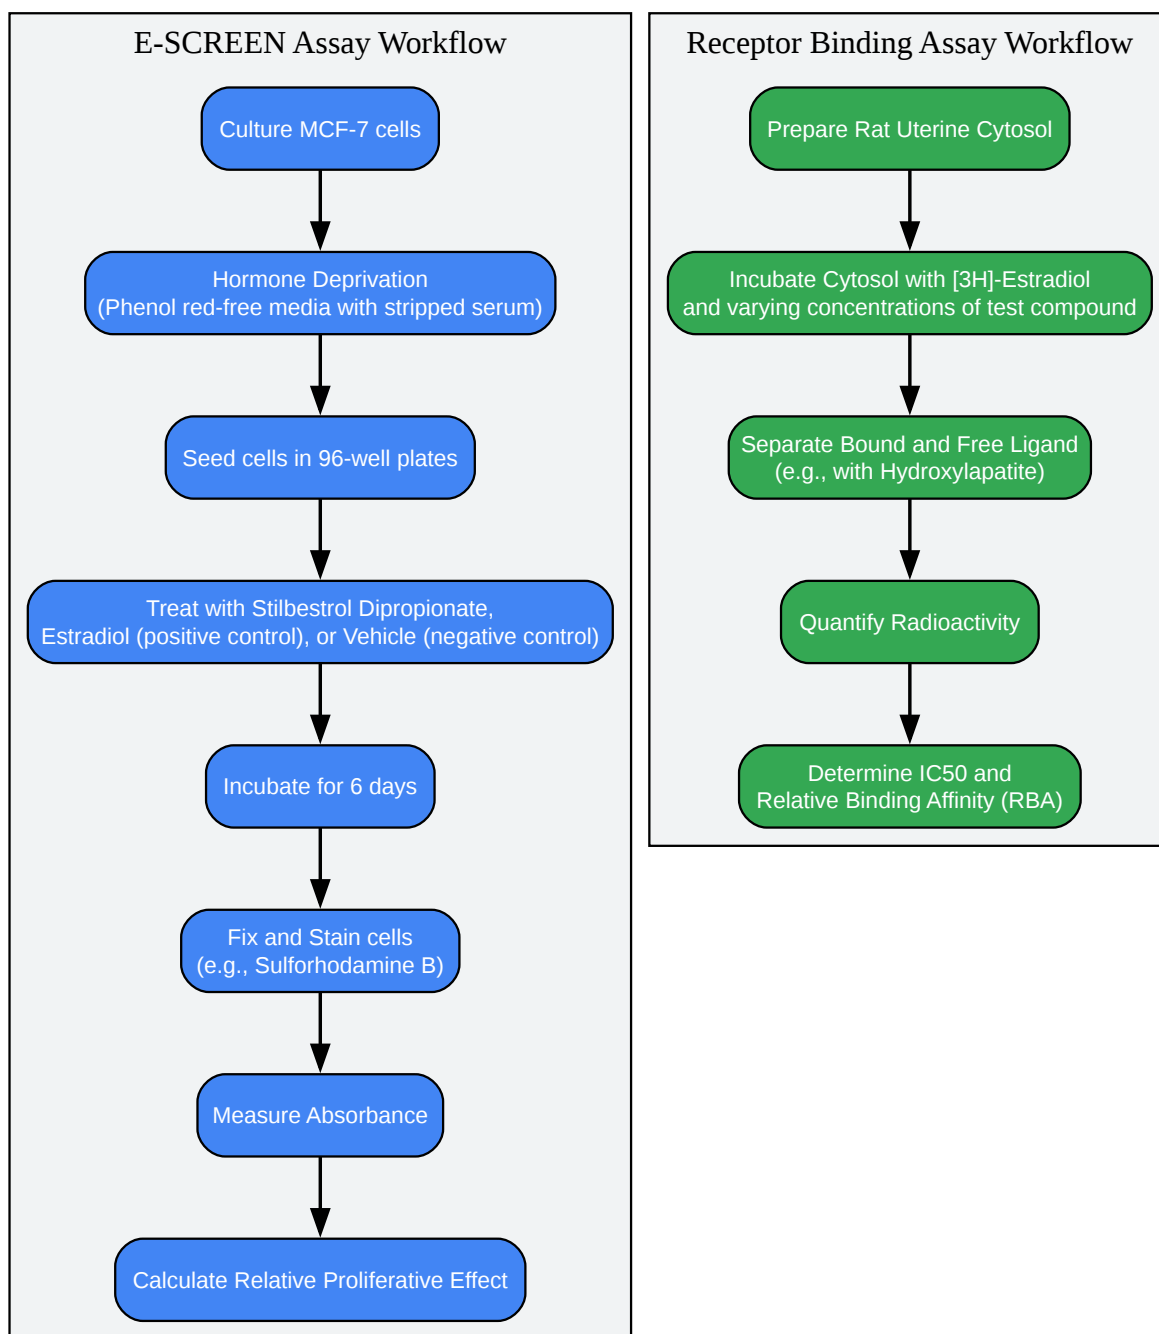 E-SCREEN Assay Workflow
Culture MCF-7 cells
Hormone Deprivation
(Phenol red-free media with stripped serum)
Seed cells in 96-well plates
Treat with Stilbestrol Dipropionate,
Estradiol (positive control), or Vehicle (negative control)
Incubate for 6 days
Fix and Stain cells
(e.g., Sulforhodamine B)
Measure Absorbance
Calculate Relative Proliferative Effect
Receptor Binding Assay Workflow
Prepare Rat Uterine Cytosol
Incubate Cytosol with [3H]-Estradiol
and varying concentrations of test compound
Separate Bound and Free Ligand
(e.g., with Hydroxylapatite)
Quantify Radioactivity
Determine IC50 and
Relative Binding Affinity (RBA)